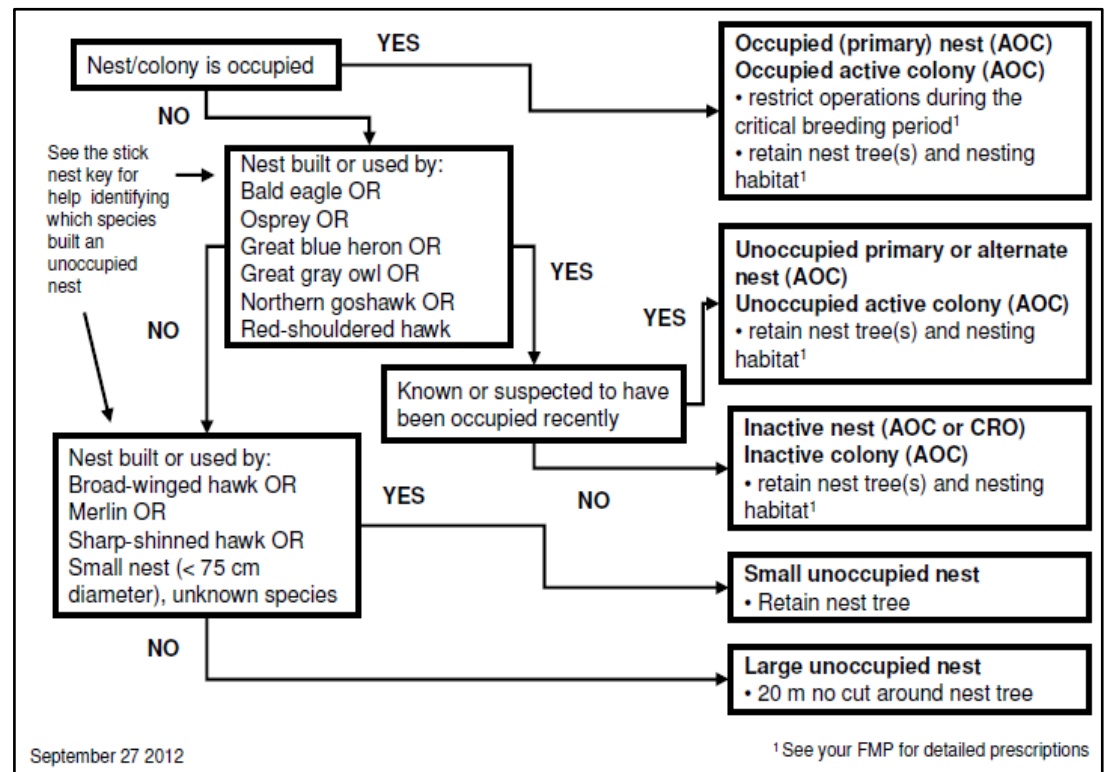 Nest/colony is occupied
YES
NO
Occupied (primary) nest (AOC)
Occupied active colony (AOC)
• restrict operations during the
critical breeding period¹
• retain nest tree(s) and nesting
habitat¹
See the stick
nest key for
help identifying
which species
built an
unoccupied
nest
Nest built or used by:
Bald eagle OR
Osprey OR
Great blue heron OR
Great gray owl OR
Northern goshawk OR
Red-shouldered hawk
NO
YES
YES
Unoccupied primary or alternate
nest (AOC)
Unoccupied active colony (AOC)
• retain nest tree(s) and nesting
habitat¹
Known or suspected to have
been occupied recently
NO
Inactive nest (AOC or CRO)
Inactive colony (AOC)
• retain nest tree(s) and nesting
habitat¹
Nest built or used by:
Broad-winged hawk OR
Merlin OR
Sharp-shinned hawk OR
Small nest (< 75 cm
diameter), unknown species
YES
NO
Small unoccupied nest
• Retain nest tree
Large unoccupied nest
• 20 m no cut around nest tree
September 27 2012
¹ See your FMP for detailed prescriptions